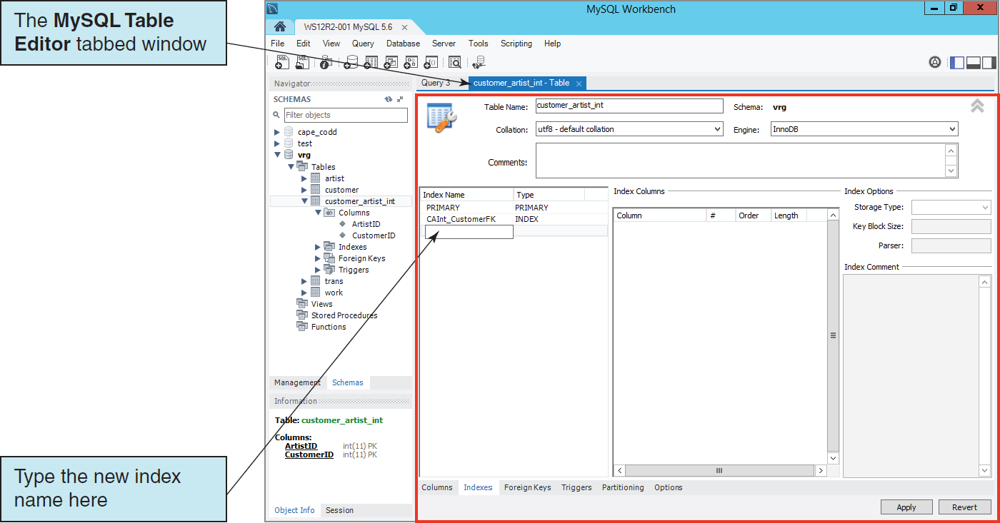 The MySQL Table
Editor tabbed window
MySQL Workbench
WS12R2-001 MySQL 5.6
File Edit View Query Database Server Tools Scripting Help
Navigator
SCHEMAS
Filter objects
cape_codd
test
vrg
Tables
artist
customer
customer_artist_int
Columns
ArtistID
CustomerID
Indexes
Foreign Keys
Triggers
trans
work
Views
Stored Procedures
Functions
Management Schemas
Information
Table: customer_artist_int
Columns:
ArtistID int(11) PK
CustomerID int(11) PK
Object Info Session
Query 3 customer_artist_int - Table
Table Name: customer_artist_int Schema: vrg
Collation: utf8 - default collation Engine: InnoDB
Comments:
Index Name Type
PRIMARY PRIMARY
CAInt_CustomerFK INDEX
Index Columns
Column # Order Length
Index Options
Storage Type:
Key Block Size:
Parser:
Index Comment
Columns Indexes Foreign Keys Triggers Partitioning Options
Apply Revert
Type the new index
name here